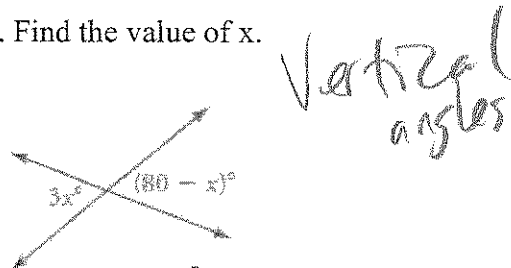 . Find the value of x.
Vertical
angles
3x°
(80 − x)°